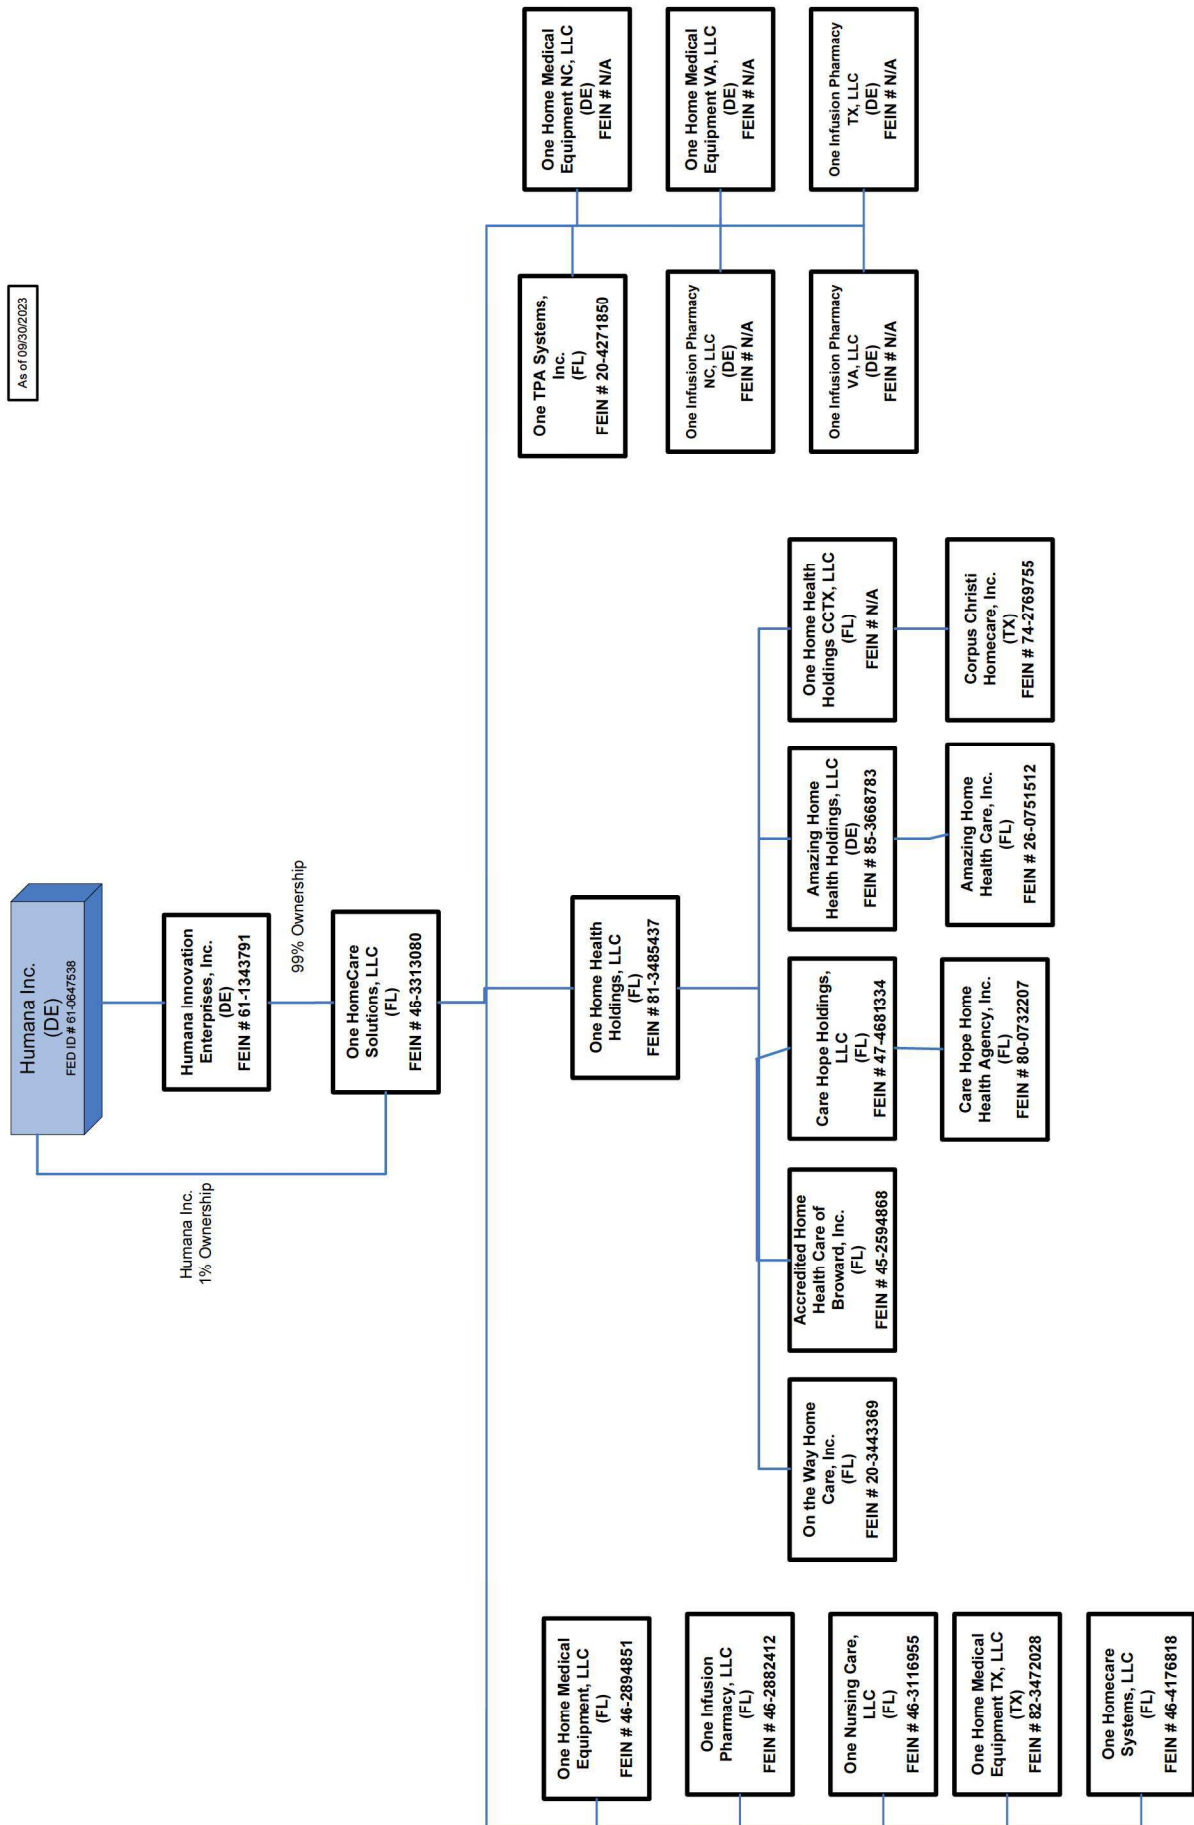 As of 09/30/2023
Humana Inc.
(DE)
FED ID # 61-0647538
Humana Inc.
1% Ownership
Humana Innovation
Enterprises, Inc.
(DE)
FEIN # 61-1343791
99% Ownership
One HomeCare
Solutions, LLC
(FL)
FEIN # 46-3313080
One Home Medical
Equipment, LLC
(FL)
FEIN # 46-2894851
One Infusion
Pharmacy, LLC
(FL)
FEIN # 46-2882412
One Nursing Care,
LLC
(FL)
FEIN # 46-3116955
One Home Medical
Equipment TX, LLC
(TX)
FEIN # 82-3472028
One Homecare
Systems, LLC
(FL)
FEIN # 46-4176818
One Home Health
Holdings, LLC
(FL)
FEIN # 81-3485437
On the Way Home
Care, Inc.
(FL)
FEIN # 20-3443369
Accredited Home
Health Care of
Broward, Inc.
(FL)
FEIN # 45-2594868
Care Hope Holdings,
LLC
(FL)
FEIN # 47-4681334
Care Hope Home
Health Agency, Inc.
(FL)
FEIN # 80-0732207
Amazing Home
Health Holdings, LLC
(DE)
FEIN # 85-3668783
Amazing Home
Health Care, Inc.
(FL)
FEIN # 26-0751512
One Home Health
Holdings CCTX, LLC
(FL)
FEIN # N/A
Corpus Christi
Homecare, Inc.
(TX)
FEIN # 74-2769755
One TPA Systems,
Inc.
(FL)
FEIN # 20-4271850
One Home Medical
Equipment NC, LLC
(DE)
FEIN # N/A
One Infusion Pharmacy
NC, LLC
(DE)
FEIN # N/A
One Home Medical
Equipment VA, LLC
(DE)
FEIN # N/A
One Infusion Pharmacy
VA, LLC
(DE)
FEIN # N/A
One Infusion Pharmacy
TX, LLC
(DE)
FEIN # N/A